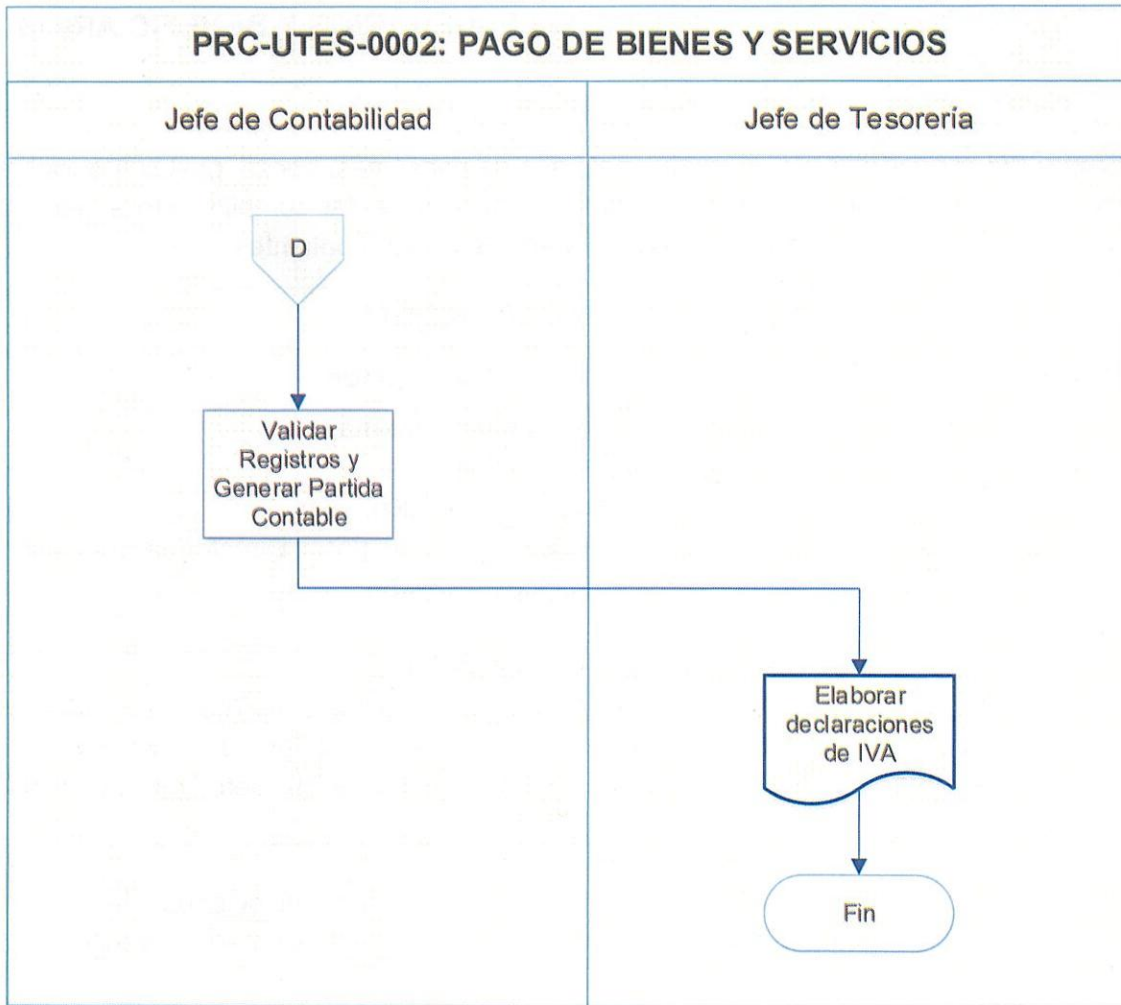 PRC-UTES-0002: PAGO DE BIENES Y SERVICIOS
Jefe de Contabilidad
Jefe de Tesorería
D
Validar
Registros y
Generar Partida
Contable
Elaborar
declaraciones
de IVA
Fin